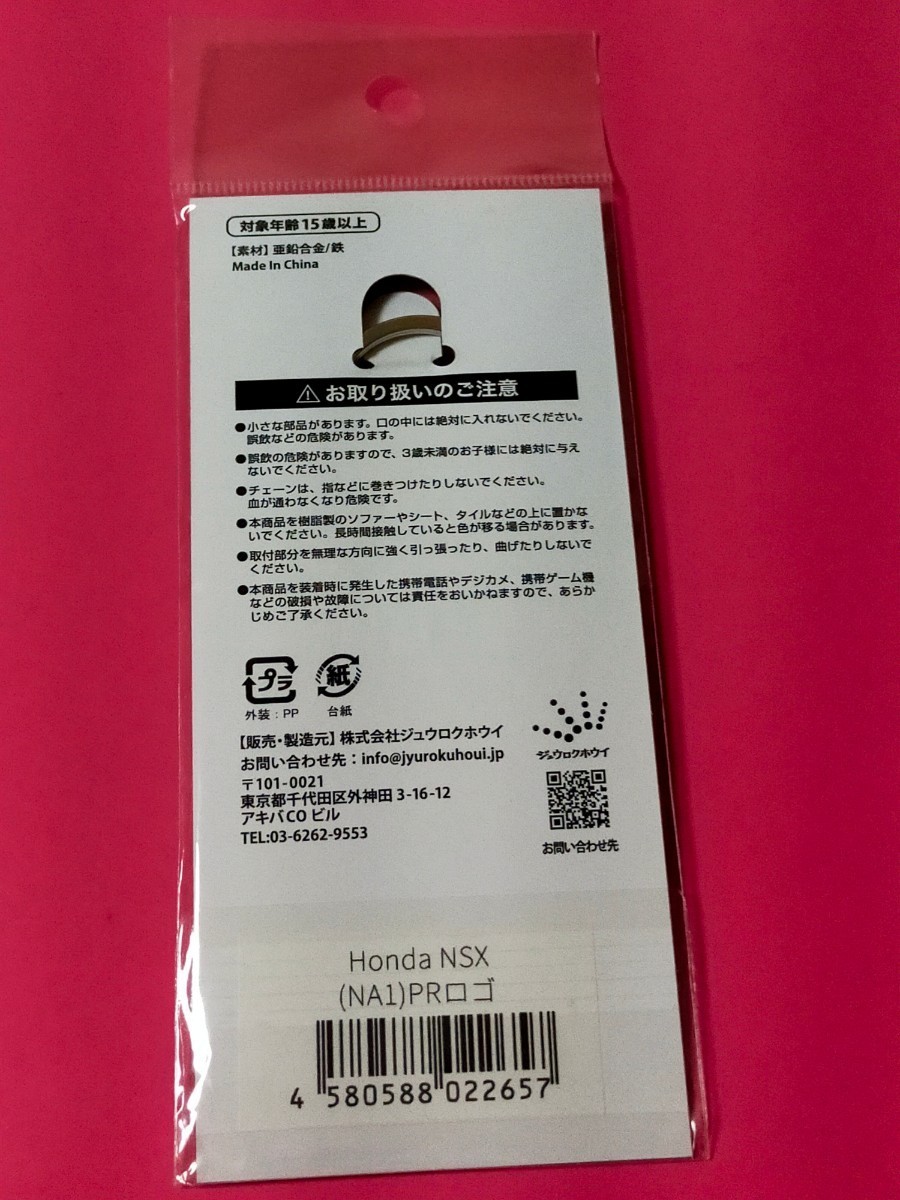 対象年齢15歳以上
【素材】亜鉛合金/鉄
Made In China
お取り扱いのご注意
●小さな部品があります。口の中には絶対に入れないでください。
誤飲などの危険があります。
●誤飲の危険がありますので、3歳未満のお子様には絶対に与え
ないでください。
●チェーンは、指などに巻きつけたりしないでください。
血が通わなくなり危険です。
●本商品を樹脂製のソファーやシート、タイルなどの上に置かな
いでください。長時間接触していると色が移る場合があります。
●取付部分を無理な方向に強く引っ張ったり、曲げたりしないで
ください。
●本商品を装着時に発生した携帯電話やデジカメ、携帯ゲーム機
などの破損や故障については責任をおいかねますので、あらか
じめご了承ください。
プラ 紙
外装:PP 台紙
【販売・製造元】株式会社ジュウロクホウイ
お問い合わせ先:info@jyurokuhoui.jp
〒101-0021
東京都千代田区外神田 3-16-12
アキバCO ビル
TEL:03-6262-9553
ジュウロクホウイ
お問い合わせ先
Honda NSX
(NA1)PRロゴ
4 580588 022657